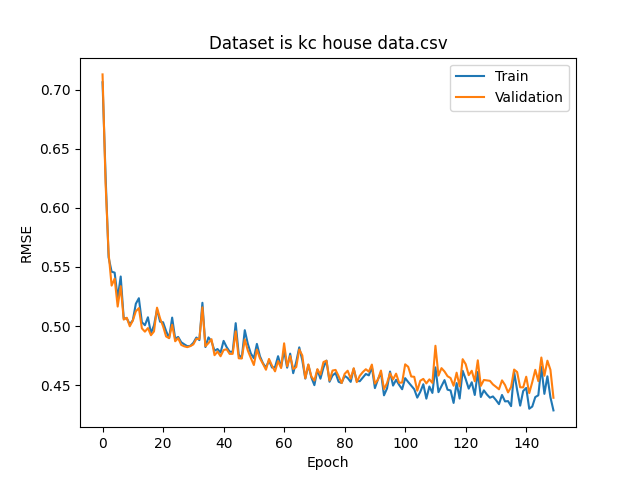 Dataset is kc house data.csv
Train
Validation
RMSE
0.70
0.65
0.60
0.55
0.50
0.45
0 20 40 60 80 100 120 140
Epoch